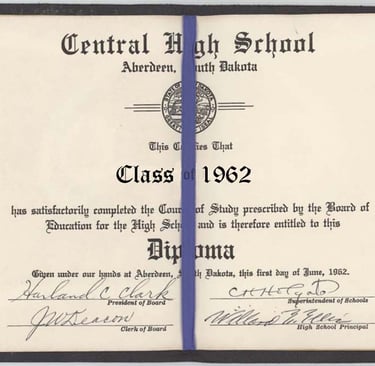 Central High School
Aberdeen, South Dakota
This Certifies That
Class of 1962
has satisfactorily completed the Course of Study prescribed by the Board of
Education for the High School and is therefore entitled to this
Diploma
Given under our hands at Aberdeen, South Dakota, this first day of June, 1962.
Harland C. Clark
President of Board
Superintendent of Schools
J W Deacon
Clerk of Board
High School Principal